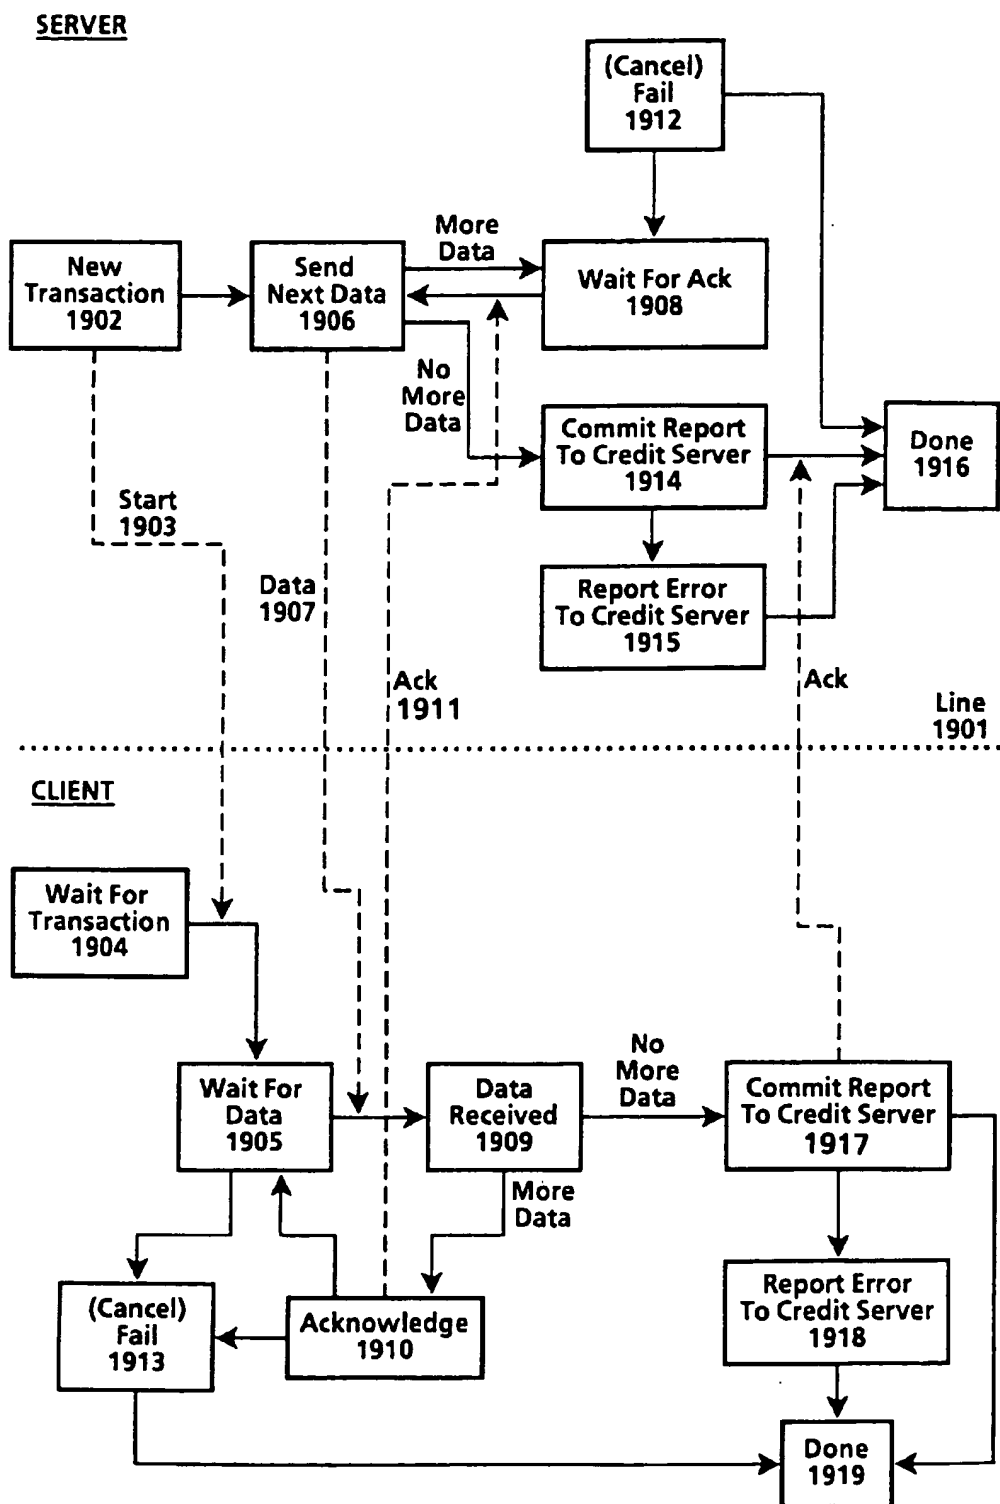 SERVER
(Cancel)
Fail
1912
More
Data
New
Transaction
1902
Send
Next Data
1906
Wait For Ack
1908
No
More
Data
Commit Report
To Credit Server
1914
Done
1916
Start
1903
Data
1907
Report Error
To Credit Server
1915
Ack
1911
Ack
Line
1901
CLIENT
Wait For
Transaction
1904
No
More
Data
Wait For
Data
1905
Data
Received
1909
Commit Report
To Credit Server
1917
More
Data
(Cancel)
Fail
1913
Acknowledge
1910
Report Error
To Credit Server
1918
Done
1919